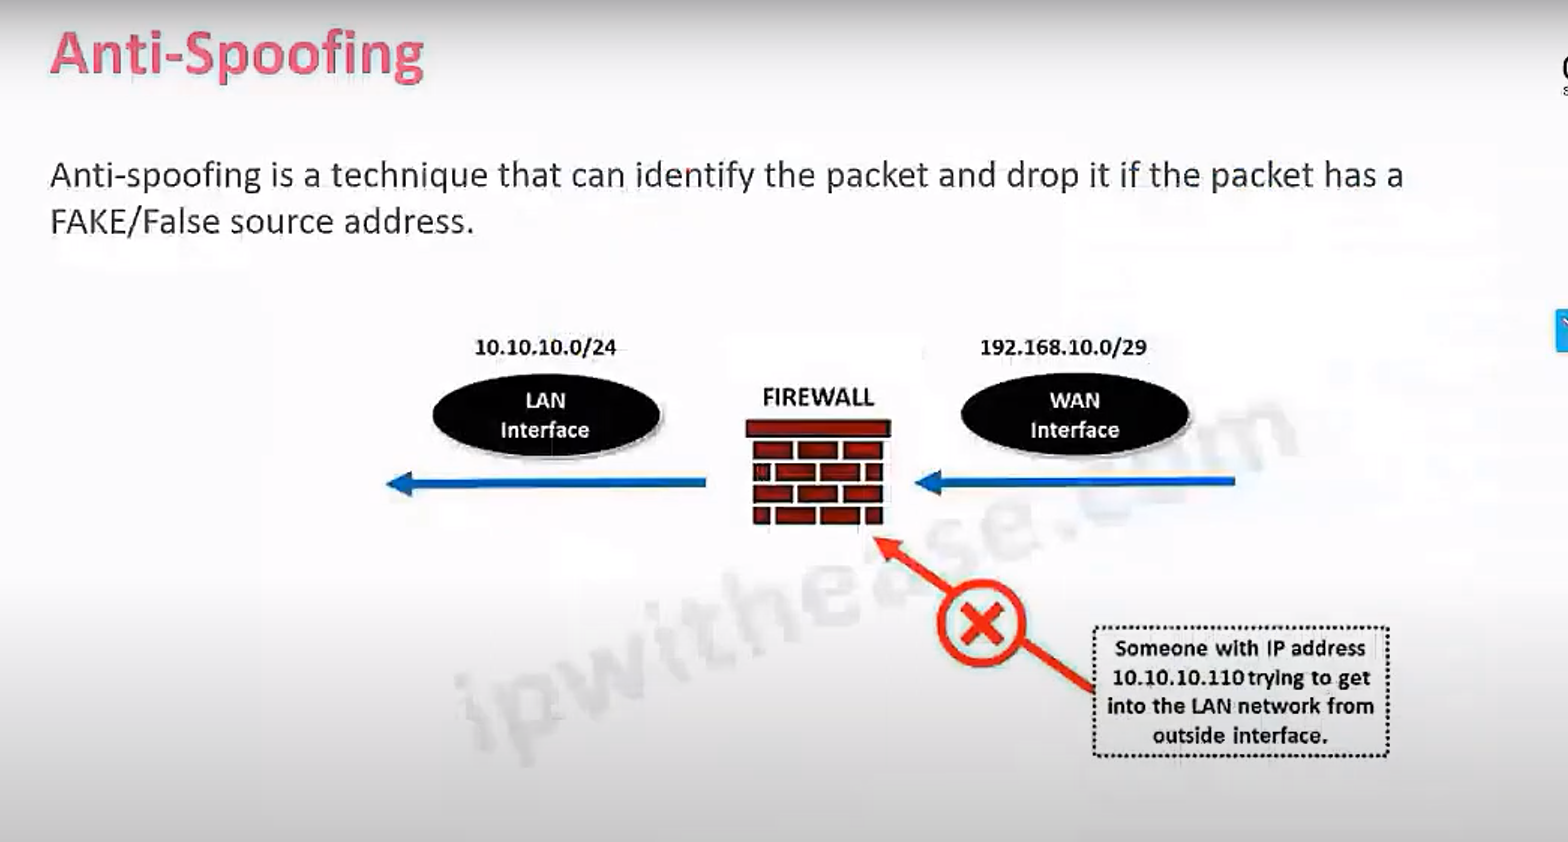 Anti-Spoofing
Anti-spoofing is a technique that can identify the packet and drop it if the packet has a
FAKE/False source address.
10.10.10.0/24
192.168.10.0/29
LAN
Interface
FIREWALL
WAN
Interface
Someone with IP address
10.10.10.110 trying to get
into the LAN network from
outside interface.
ipwithease.com